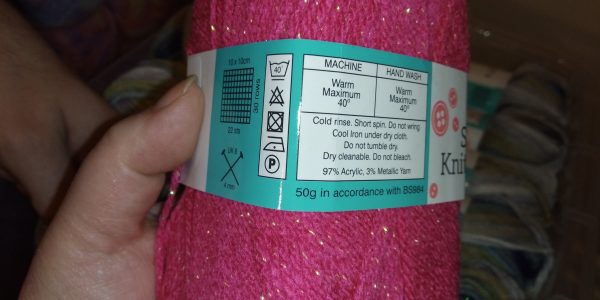 10 x 10cm
30 rows
22 sts
UK 8
4 mm
40°
P
MACHINE
HAND WASH
Warm
Maximum
40°
Warm
Maximum
40°
Cold rinse. Short spin. Do not wring
Cool Iron under dry cloth.
Do not tumble dry.
Dry cleanable. Do not bleach.
97% Acrylic, 3% Metallic Yarn
50g in accordance with BS984
S
Knit